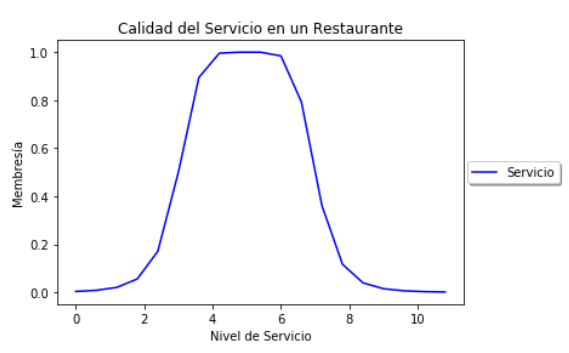 Calidad del Servicio en un Restaurante
1.0
0.8
0.6
0.4
0.2
0.0
Membresía
Servicio
0 2 4 6 8 10
Nivel de Servicio